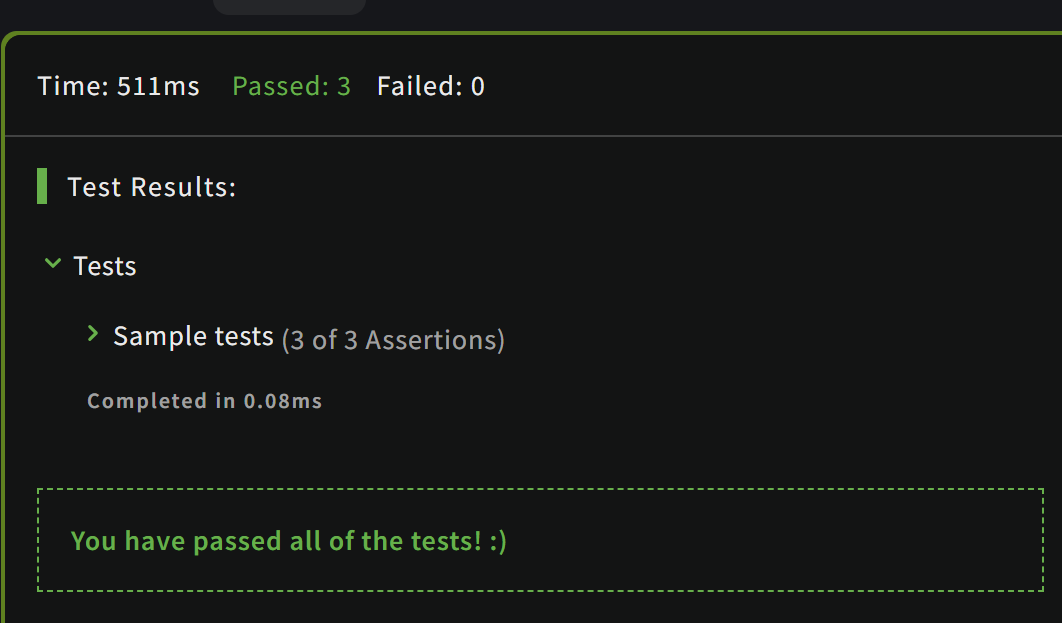 Time: 511ms Passed: 3 Failed: 0
Test Results:
Tests
Sample tests (3 of 3 Assertions)
Completed in 0.08ms
You have passed all of the tests! :)